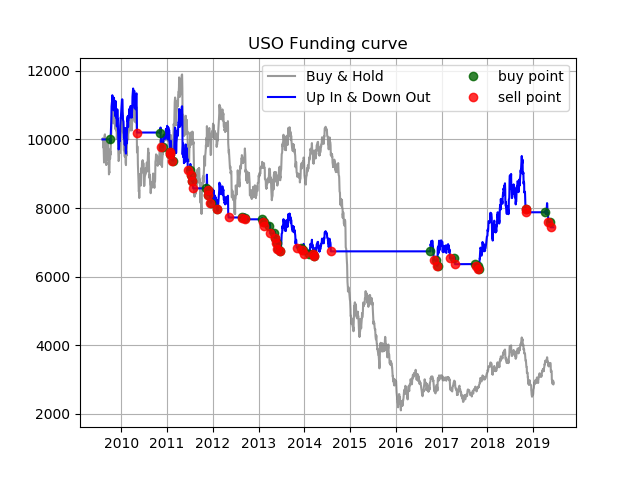 USO Funding curve
Buy & Hold
Up In & Down Out
buy point
sell point
12000
10000
8000
6000
4000
2000
2010 2011 2012 2013 2014 2015 2016 2017 2018 2019